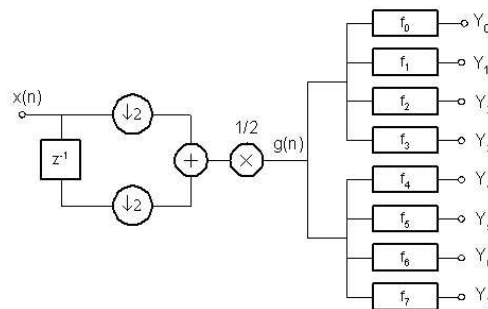 x(n)
z⁻¹
↓2
↓2
+
1/2
×
g(n)
f₀
Y₀
f₁
Y₁
f₂
Y
f₃
Y
f₄
Y
f₅
Y
f₆
Y
f₇
Y